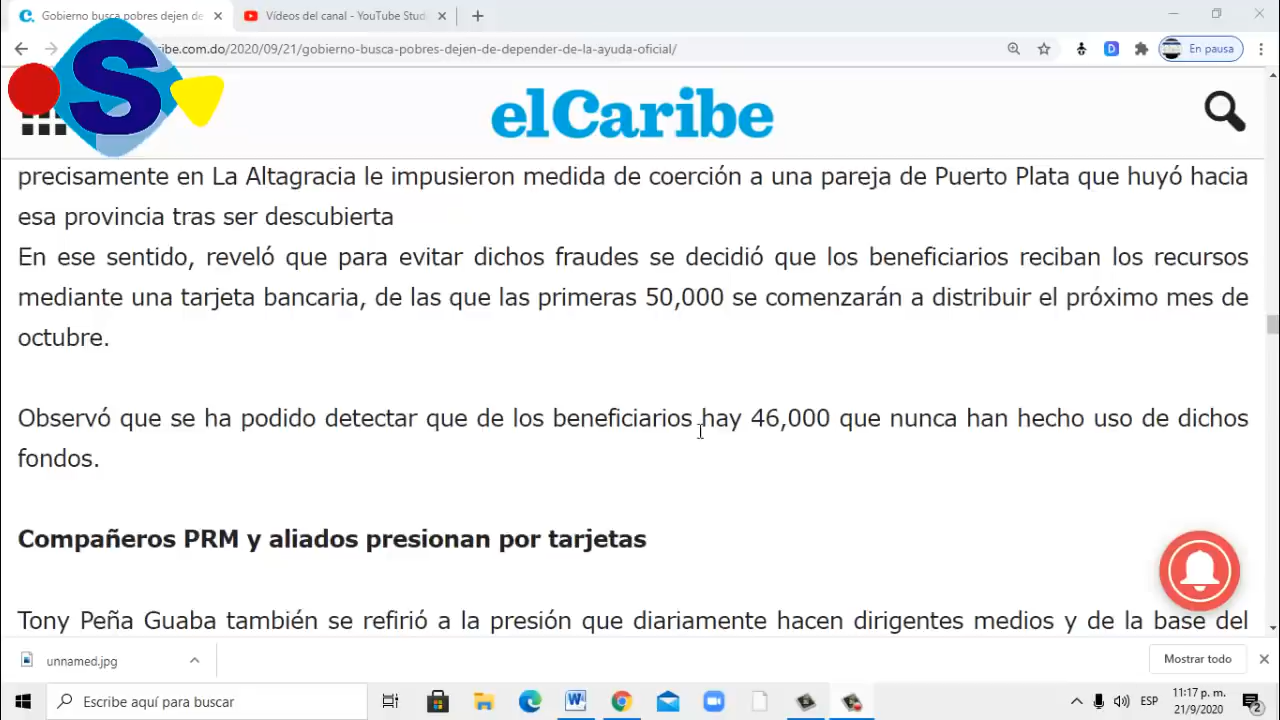 Gobierno busca pobres dejen de
Vídeos del canal - YouTube Stud
caribe.com.do/2020/09/21/gobierno-busca-pobres-dejen-de-depender-de-la-ayuda-oficial/
D
En pausa
S
elCaribe
precisamente en La Altagracia le impusieron medida de coerción a una pareja de Puerto Plata que huyó hacia
esa provincia tras ser descubierta
En ese sentido, reveló que para evitar dichos fraudes se decidió que los beneficiarios reciban los recursos
mediante una tarjeta bancaria, de las que las primeras 50,000 se comenzarán a distribuir el próximo mes de
octubre.
Observó que se ha podido detectar que de los beneficiarios hay 46,000 que nunca han hecho uso de dichos
fondos.
Compañeros PRM y aliados presionan por tarjetas
Tony Peña Guaba también se refirió a la presión que diariamente hacen dirigentes medios y de la base del
unnamed.jpg
Mostrar todo
Escribe aquí para buscar
W
ESP
11:17 p. m.
21/9/2020
2